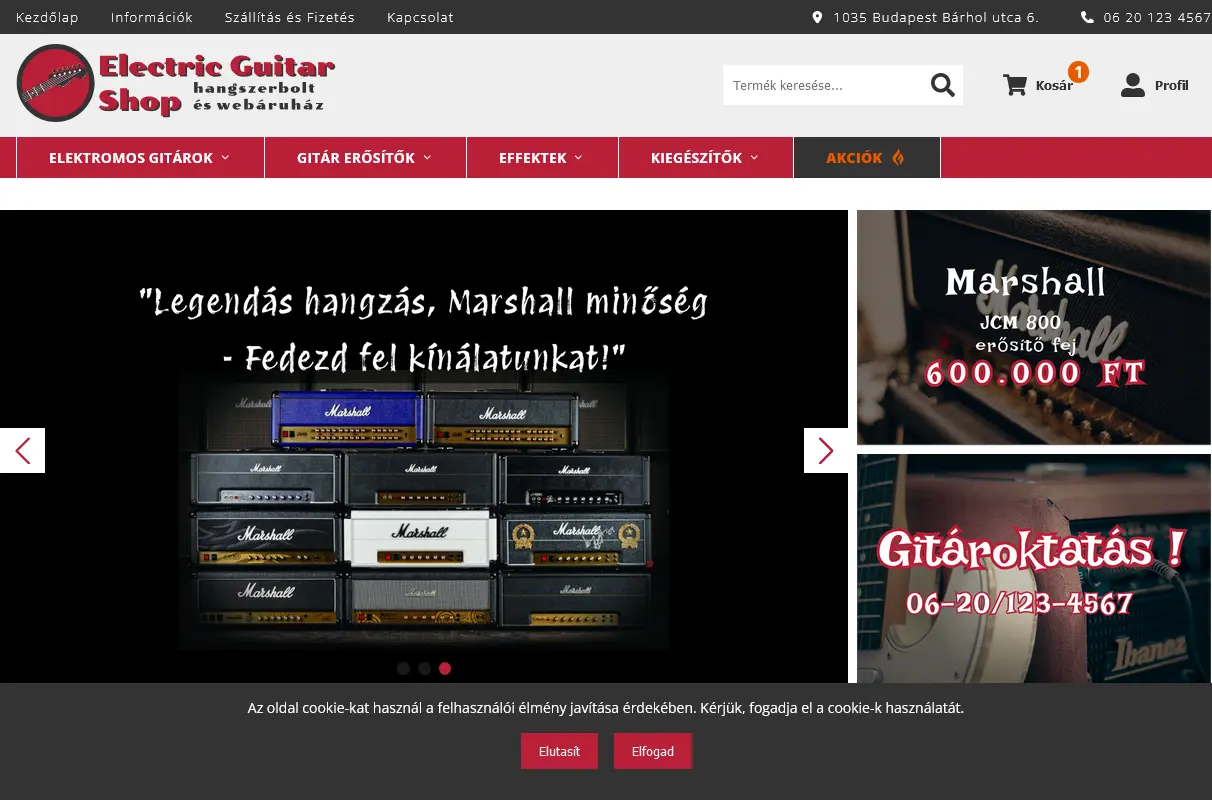 Kezdőlap Információk Szállítás és Fizetés Kapcsolat 1035 Budapest Bárhol utca 6. 06 20 123 4567
Electric Guitar
Shop hangszerbolt
és webáruház
Termék keresése...
Kosár 1 Profil
ELEKTROMOS GITÁROK GITÁR ERŐSÍTŐK EFFEKTEK KIEGÉSZÍTŐK AKCIÓK
"Legendás hangzás, Marshall minőség
- Fedezd fel kínálatunkat!"
Marshall Marshall
Marshall Marshall
Marshall Marshall Marshall
Marshall Marshall Marshall
Marshall Marshall Marshall
Marshall
Marshall
JCM 800
erősítő fej
600.000 FT
Gitároktatás !
06-20/123-4567
Ibanez
Az oldal cookie-kat használ a felhasználói élmény javítása érdekében. Kérjük, fogadja el a cookie-k használatát.
Elutasít Elfogad